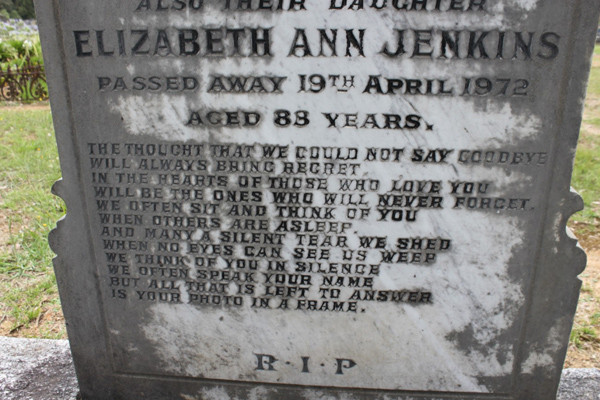 ALSO THEIR DAUGHTER
ELIZABETH ANN JENKINS
PASSED AWAY 19TH APRIL 1972
AGED 83 YEARS.
THE THOUGHT THAT WE COULD NOT SAY GOODBYE
WILL ALWAYS BRING REGRET
IN THE HEARTS OF THOSE WHO LOVE YOU
WILL BE THE ONES WHO WILL NEVER FORGET.
WE OFTEN SIT AND THINK OF YOU
WHEN OTHERS ARE ASLEEP.
AND MANY A SILENT TEAR WE SHED
WHEN NO EYES CAN SEE US WEEP
WE THINK OF YOU IN SILENCE
WE OFTEN SPEAK YOUR NAME
BUT ALL THAT IS LEFT TO ANSWER
IS YOUR PHOTO IN A FRAME.
R·I·P